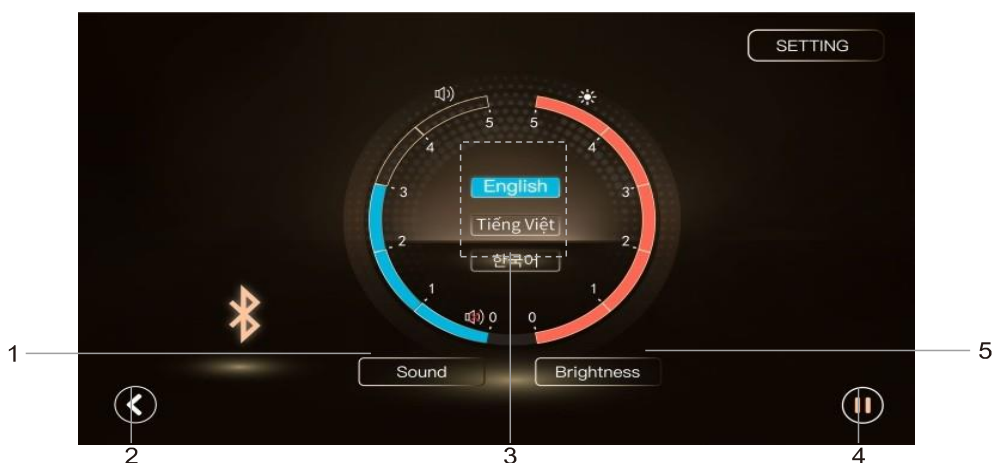 SETTING
5 5
4 4
English
3 3
Tiếng Việt
2 2
한국어
1 1
0 0
1 5
Sound Brightness
2 3 4